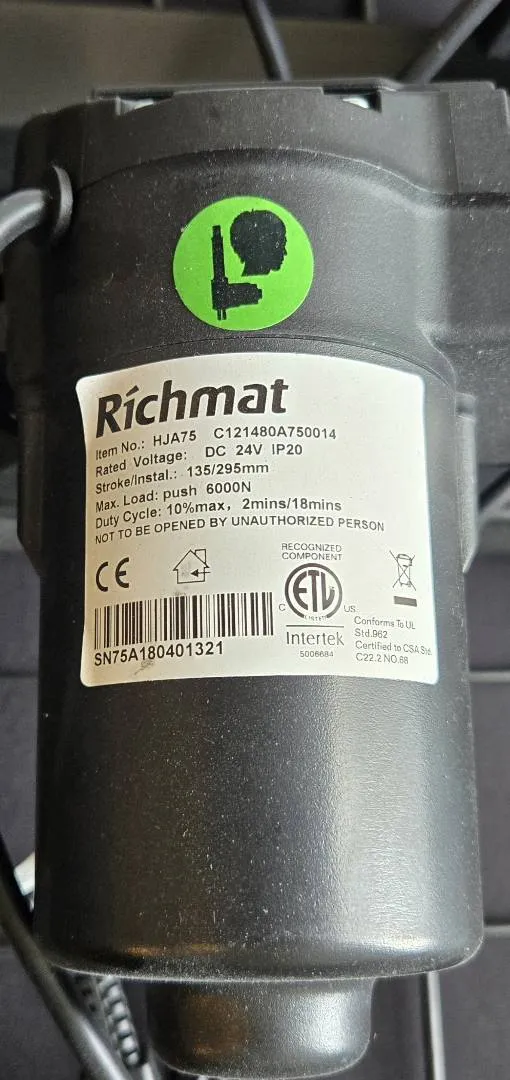 Richmat
Item No.: HJA75 C121480A750014
Rated Voltage: DC 24V IP20
Stroke/Instal.: 135/295mm
Max. Load: push 6000N
Duty Cycle: 10%max, 2mins/18mins
NOT TO BE OPENED BY UNAUTHORIZED PERSON
CE
RECOGNIZED
COMPONENT
C ETL US
LISTED
Intertek
5006684
Conforms To UL
Std.962
Certified to CSA Std.
C22.2 NO.68
SN75A180401321